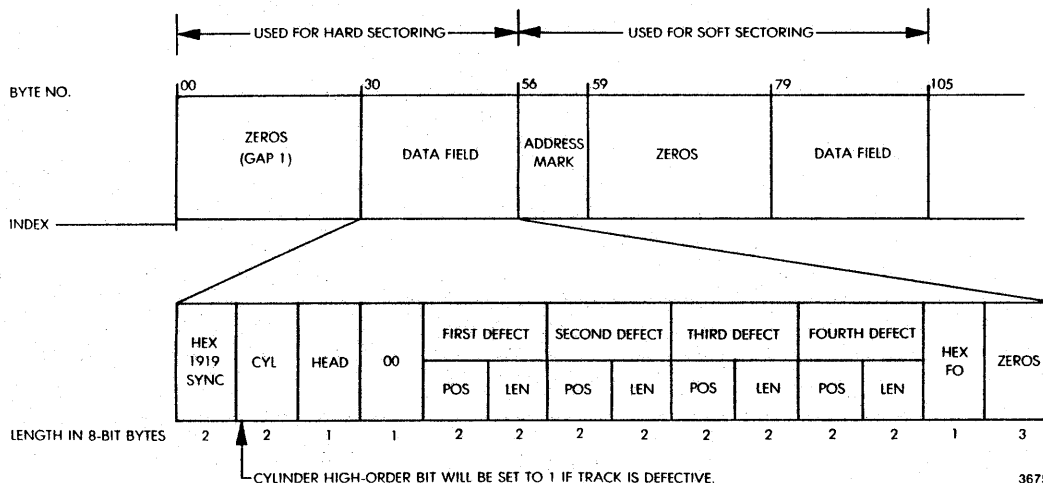 USED FOR HARD SECTORING
USED FOR SOFT SECTORING
BYTE NO.
00
30
56
59
79
105
ZEROS
(GAP 1)
DATA FIELD
ADDRESS
MARK
ZEROS
DATA FIELD
INDEX
HEX
1919
SYNC
CYL
HEAD
00
FIRST DEFECT
POS
LEN
SECOND DEFECT
POS
LEN
THIRD DEFECT
POS
LEN
FOURTH DEFECT
POS
LEN
HEX
FO
ZEROS
LENGTH IN 8-BIT BYTES
2 2 1 1 2 2 2 2 2 2 2 2 1 3
CYLINDER HIGH-ORDER BIT WILL BE SET TO 1 IF TRACK IS DEFECTIVE.